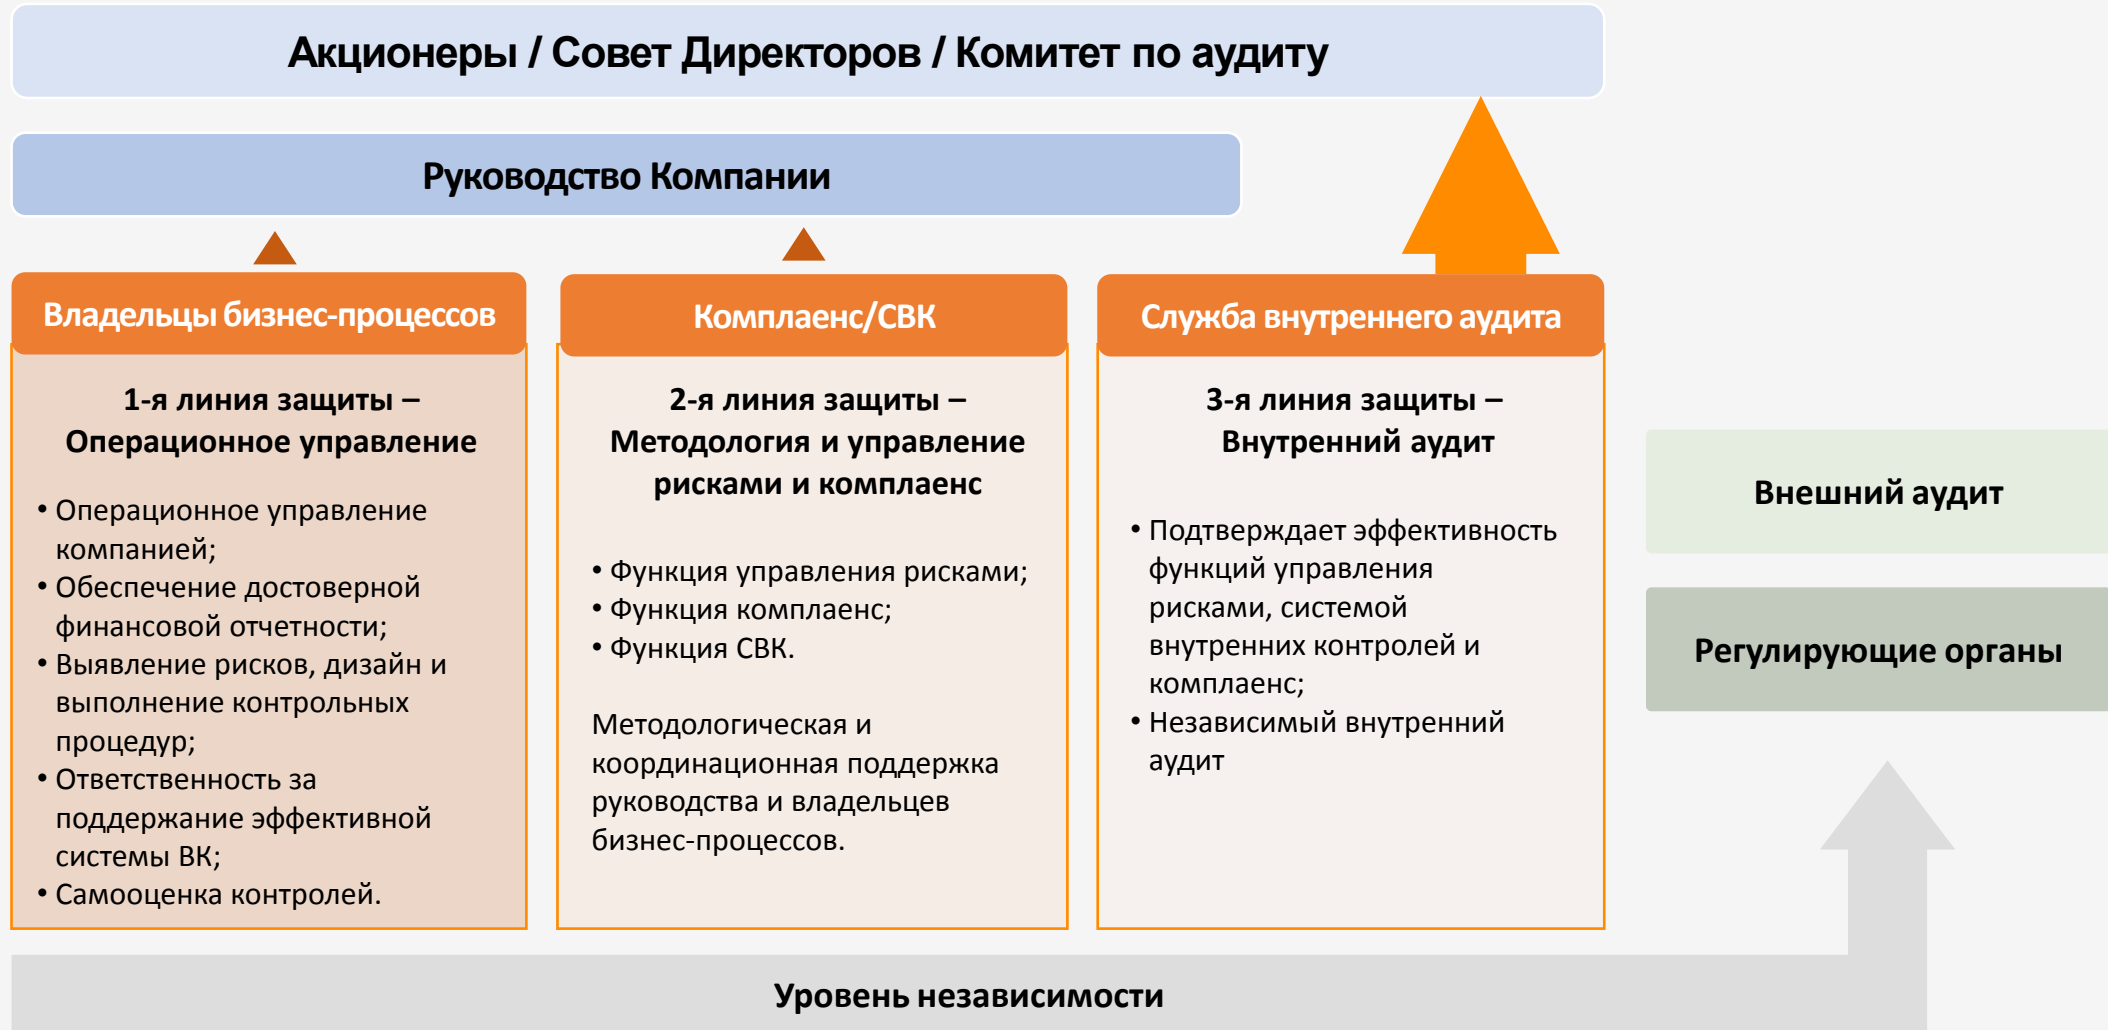 Акционеры / Совет Директоров / Комитет по аудиту
Руководство Компании
Владельцы бизнес-процессов
1-я линия защиты –
Операционное управление
• Операционное управление
компанией;
• Обеспечение достоверной
финансовой отчетности;
• Выявление рисков, дизайн и
выполнение контрольных
процедур;
• Ответственность за
поддержание эффективной
системы ВК;
• Самооценка контролей.
Комплаенс/СВК
2-я линия защиты –
Методология и управление
рисками и комплаенс
• Функция управления рисками;
• Функция комплаенс;
• Функция СВК.
Методологическая и
координационная поддержка
руководства и владельцев
бизнес-процессов.
Служба внутреннего аудита
3-я линия защиты –
Внутренний аудит
• Подтверждает эффективность
функций управления
рисками, системой
внутренних контролей и
комплаенс;
• Независимый внутренний
аудит
Внешний аудит
Регулирующие органы
Уровень независимости